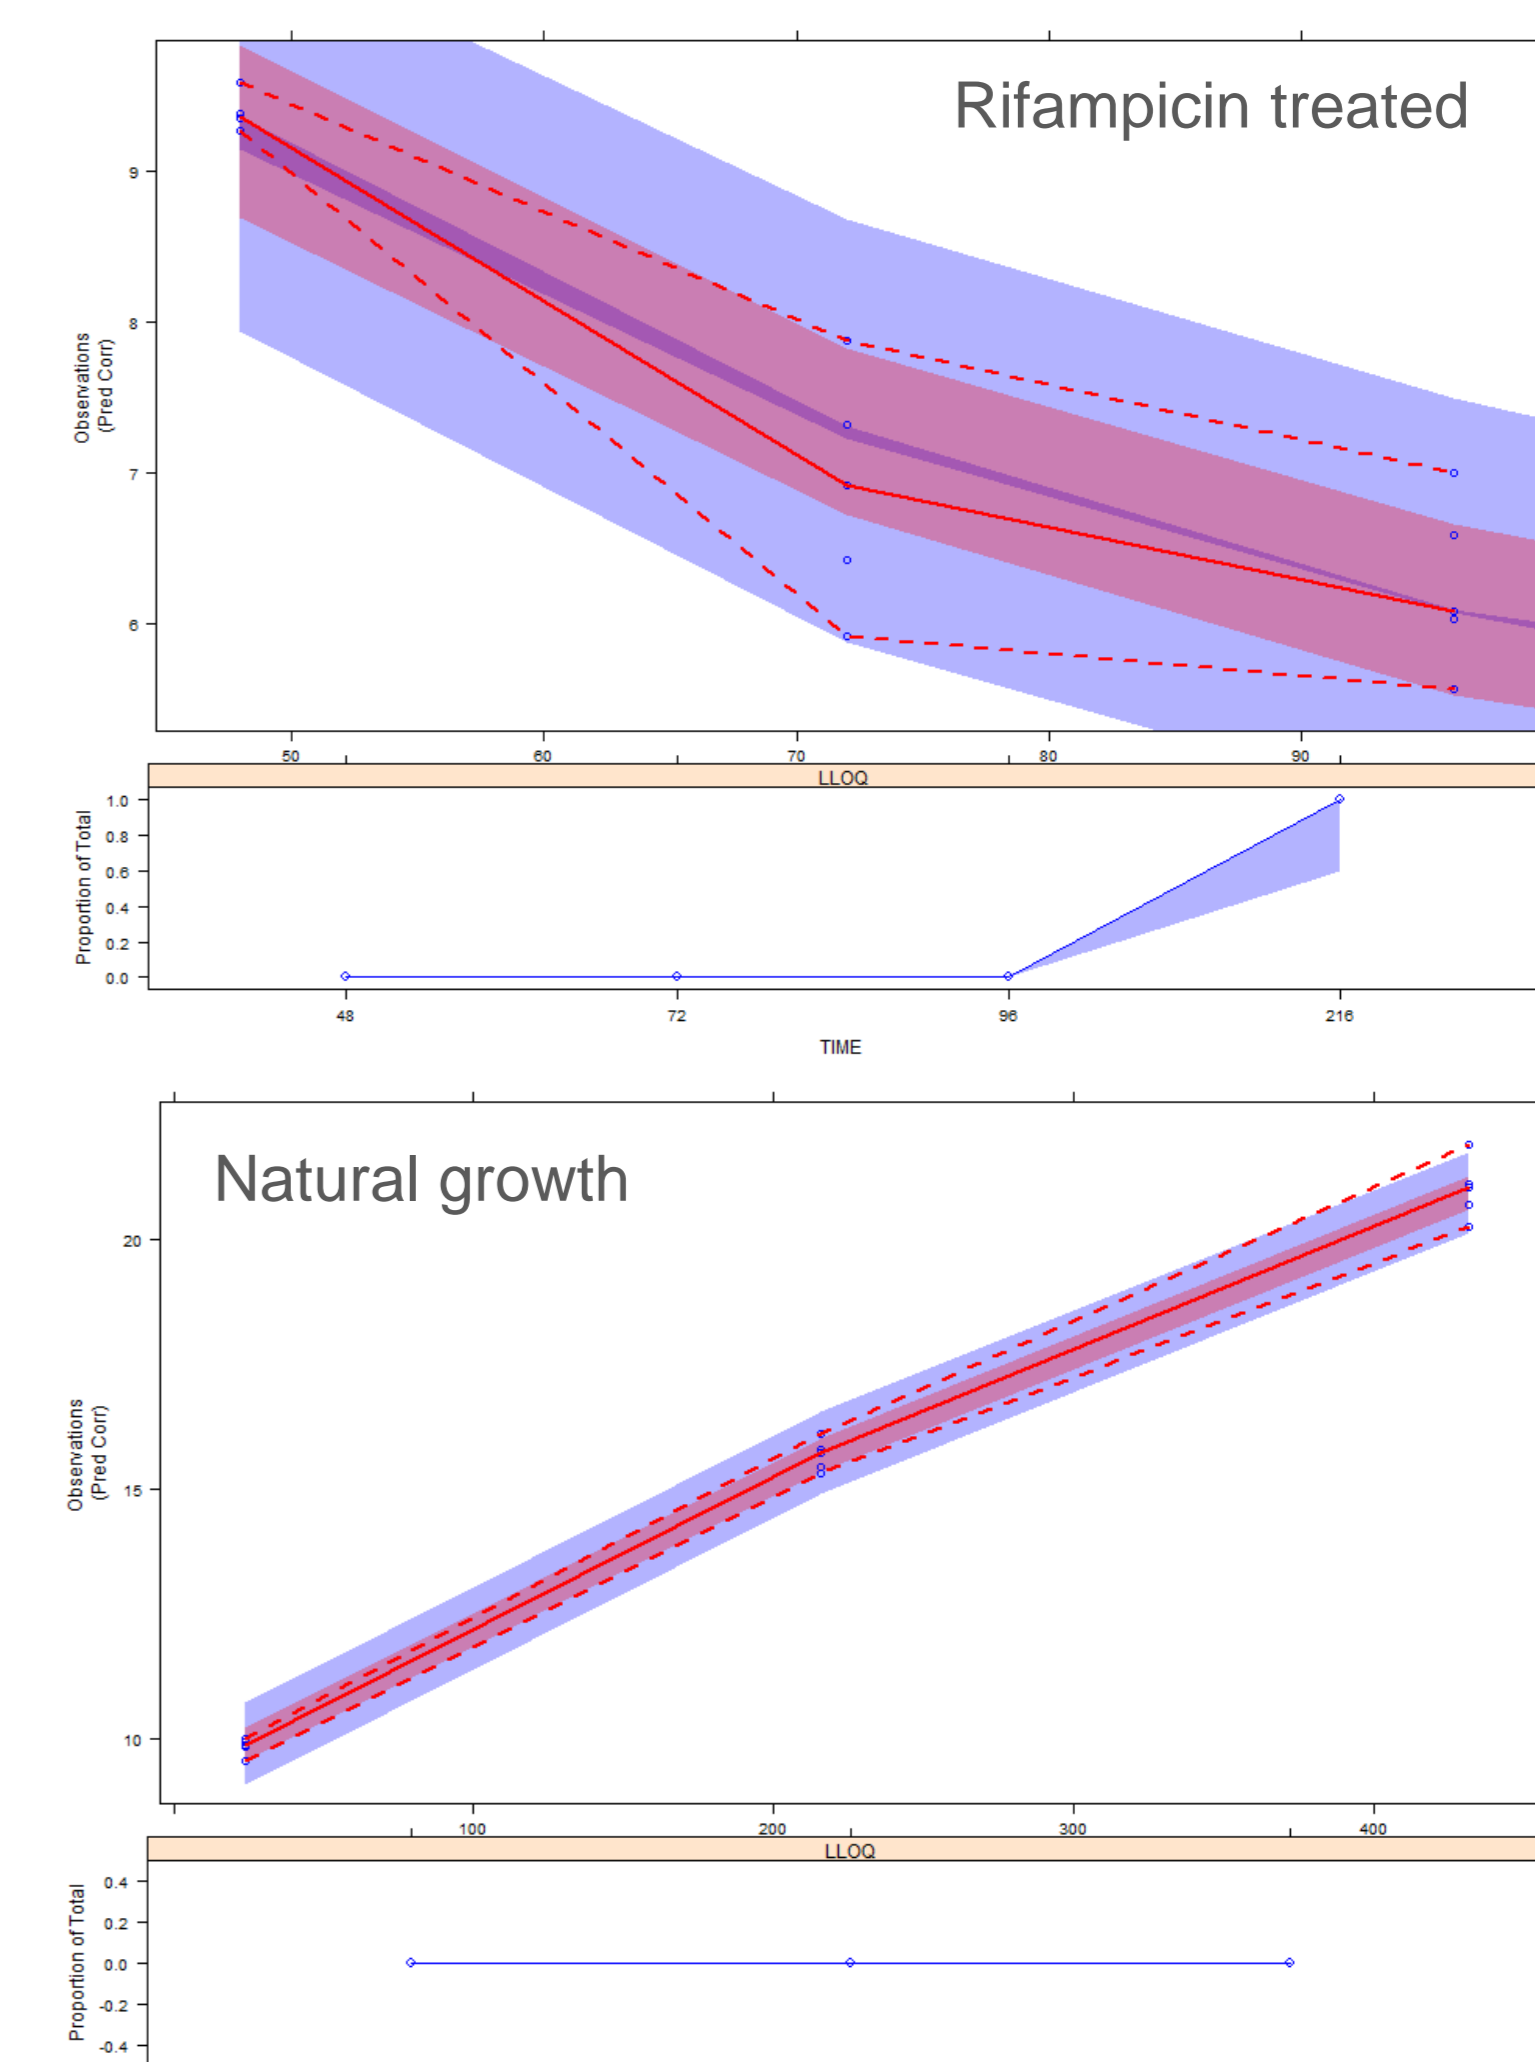 Rifampicin treated
Observations
(Pred Corr)
9
8
7
6
50 60 70 80 90
LLOQ
Proportion of Total
1.0
0.8
0.6
0.4
0.2
0.0
48 72 96 216
TIME
Natural growth
Observations
(Pred Corr)
20
15
10
100 200 300 400
LLOQ
Proportion of Total
0.4
0.2
0.0
-0.2
-0.4